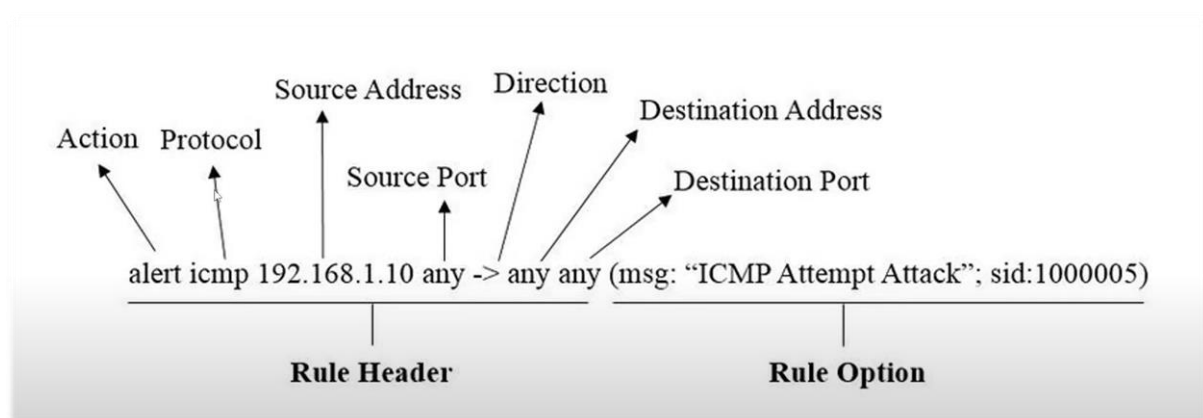 Source Address
Direction
Destination Address
Action
Protocol
Source Port
Destination Port
alert icmp 192.168.1.10 any -> any any (msg: “ICMP Attempt Attack”; sid:1000005)
Rule Header
Rule Option